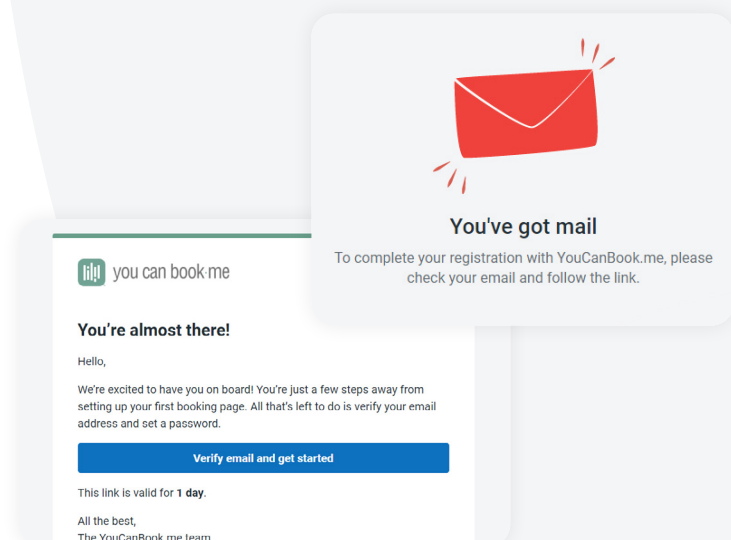 You've got mail
To complete your registration with YouCanBook.me, please
check your email and follow the link.
you can book·me
You're almost there!
Hello,
We're excited to have you on board! You're just a few steps away from
setting up your first booking page. All that's left to do is verify your email
address and set a password.
Verify email and get started
This link is valid for 1 day.
All the best,
The YouCanBook.me team